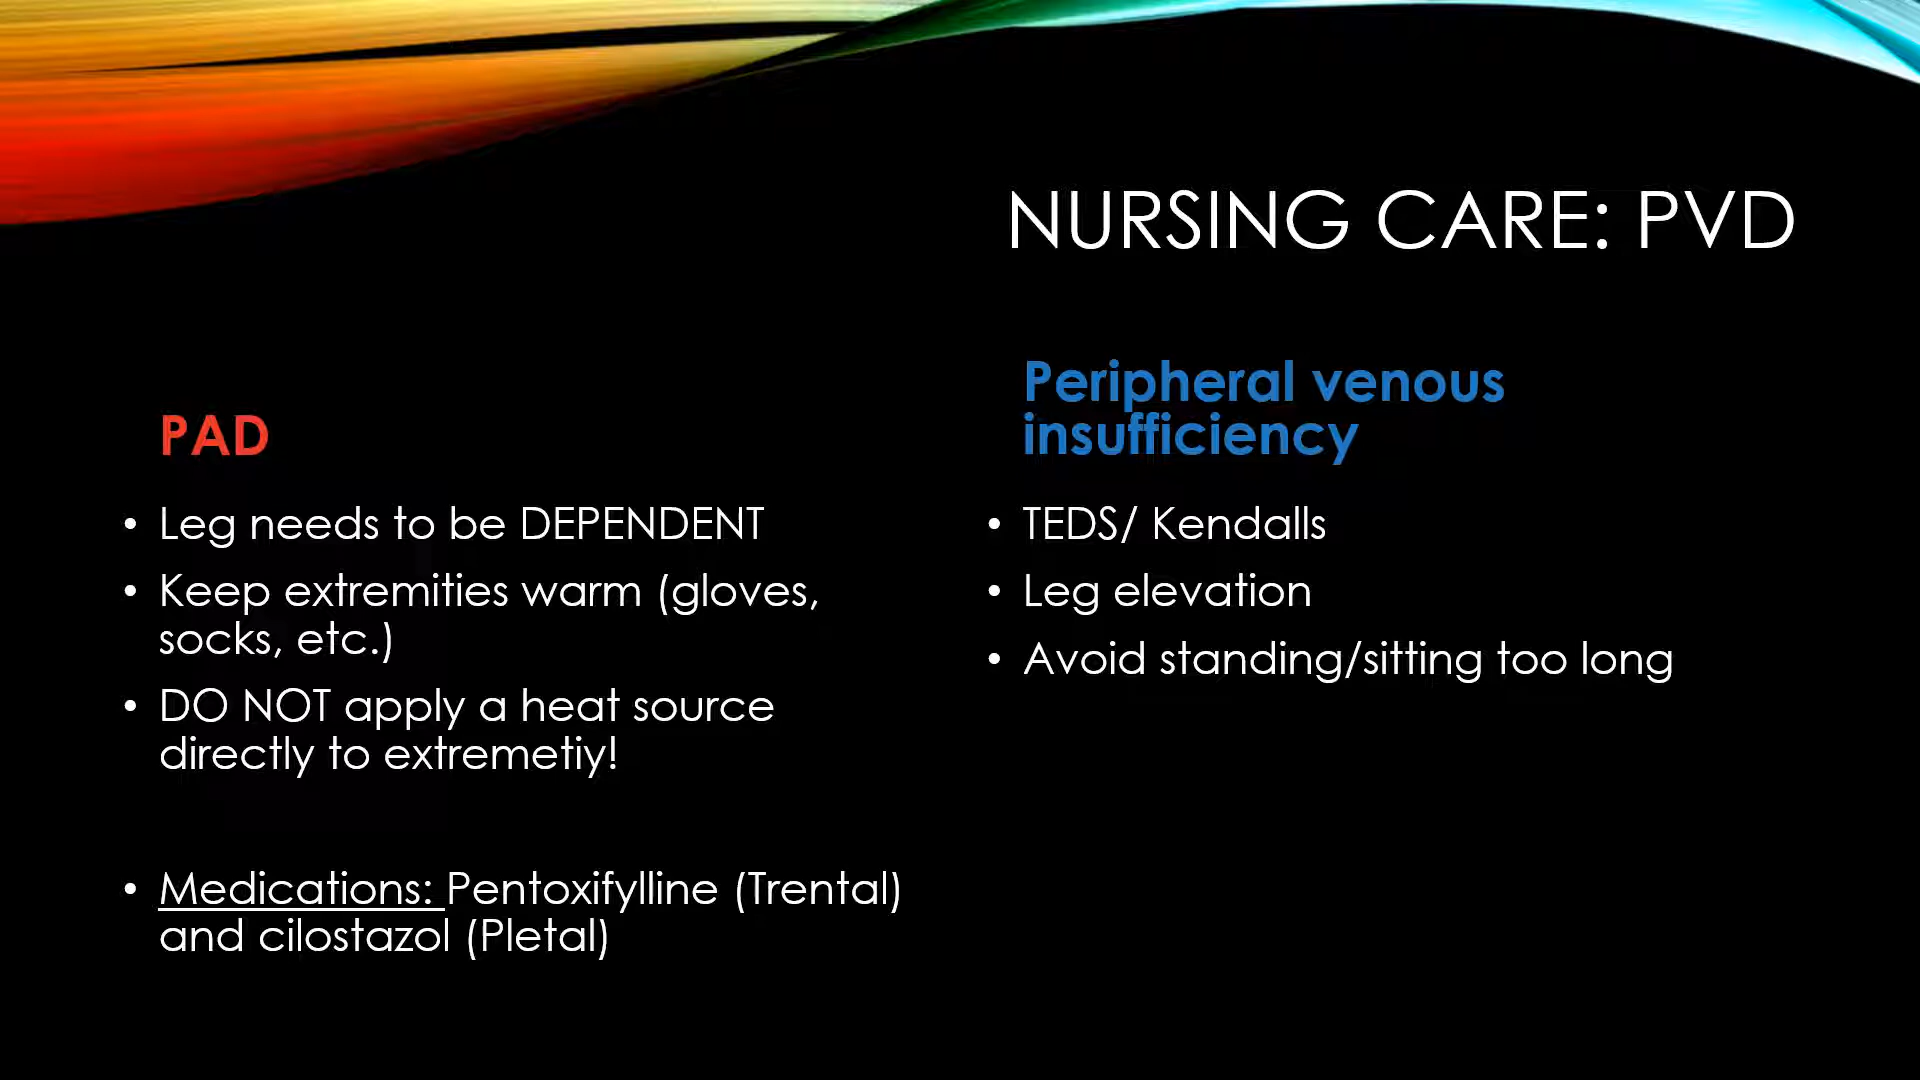 NURSING CARE: PVD
PAD
• Leg needs to be DEPENDENT
• Keep extremities warm (gloves,
socks, etc.)
• DO NOT apply a heat source
directly to extremetiy!
• Medications: Pentoxifylline (Trental)
and cilostazol (Pletal)
Peripheral venous
insufficiency
• TEDS/ Kendalls
• Leg elevation
• Avoid standing/sitting too long